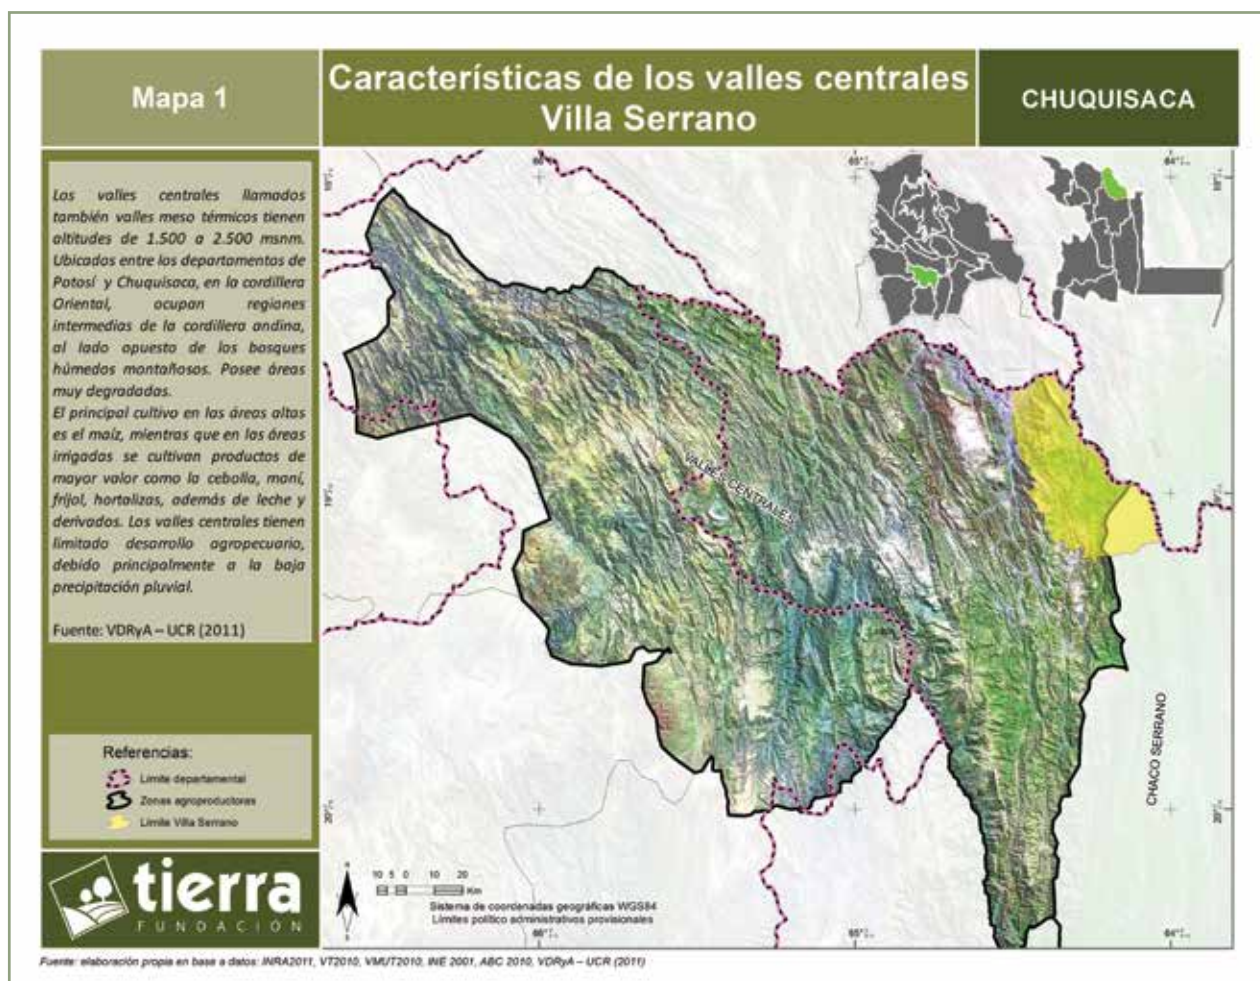 Mapa 1
Características de los valles centrales
Villa Serrano
CHUQUISACA
Los valles centrales llamados
también valles meso térmicos tienen
altitudes de 1.500 a 2.500 msnm.
Ubicados entre los departamentos de
Potosí y Chuquisaca, en la cordillera
Oriental, ocupan regiones
intermedias de la cordillera andina,
al lado opuesto de los bosques
húmedos montañosos. Posee áreas
muy degradadas.
El principal cultivo en las áreas altas
es el maíz, mientras que en las áreas
irrigadas se cultivan productos de
mayor valor como la cebolla, maní,
frijol, hortalizas, además de leche y
derivados. Los valles centrales tienen
limitado desarrollo agropecuario,
debido principalmente a la baja
precipitación pluvial.
Fuente: VDRyA – UCR (2011)
Referencias:
Límite departamental
Zonas agroproductoras
Límite Villa Serrano
tierra
FUNDACIÓN
VALLES CENTRALES
CHACO SERRANO
10 5 0 10 20
Km
Sistema de coordenadas geográficas WGS84
Límites político administrativos provisionales
Fuente: elaboración propia en base a datos: INRA2011, VT2010, VMUT2010, INE 2001, ABC 2010, VDRyA – UCR (2011)